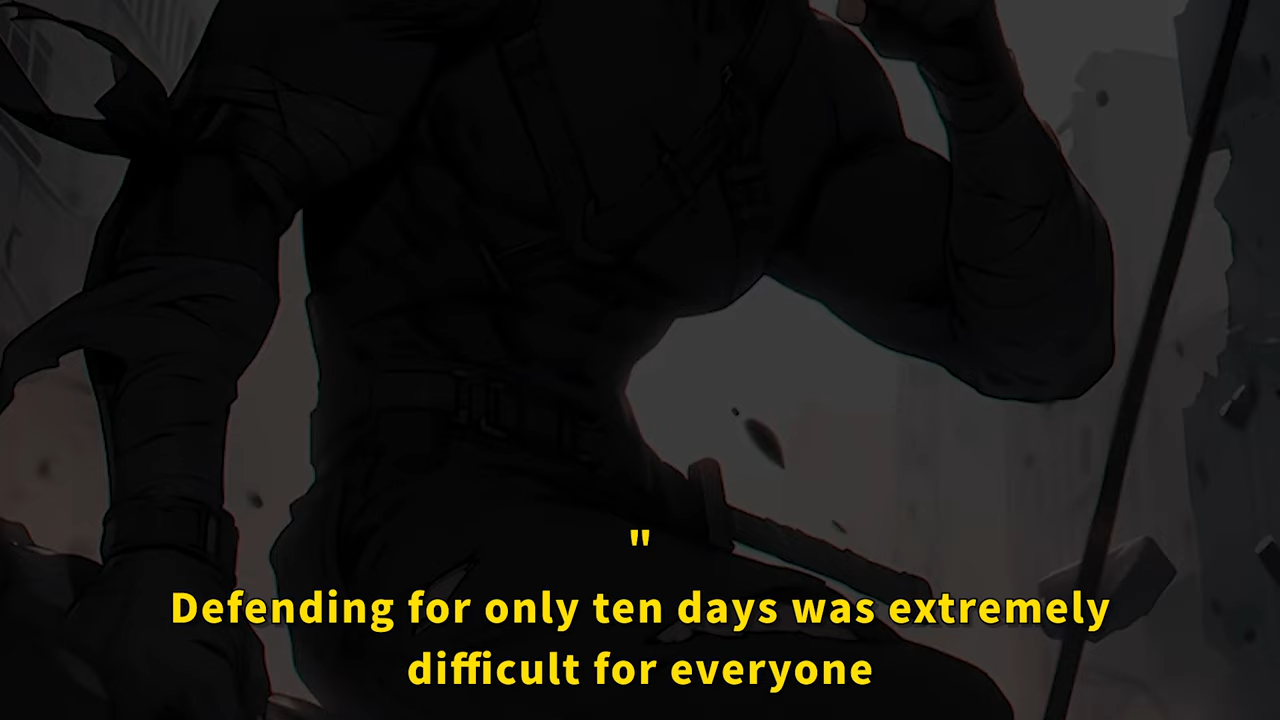 "
Defending for only ten days was extremely
difficult for everyone